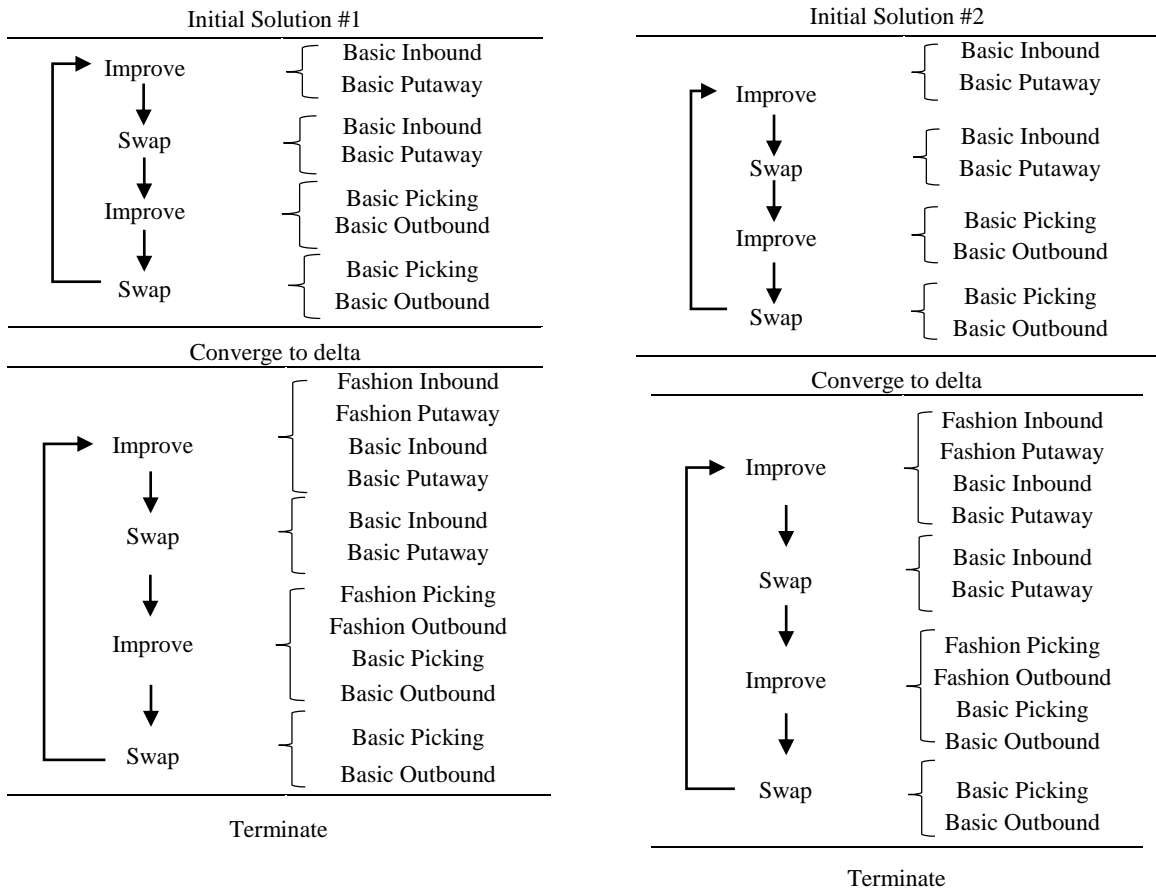 Initial Solution #1
Improve
Basic Inbound
Basic Putaway
Swap
Basic Inbound
Basic Putaway
Improve
Basic Picking
Basic Outbound
Swap
Basic Picking
Basic Outbound
Converge to delta
Improve
Fashion Inbound
Fashion Putaway
Basic Inbound
Basic Putaway
Swap
Basic Inbound
Basic Putaway
Improve
Fashion Picking
Fashion Outbound
Basic Picking
Basic Outbound
Swap
Basic Picking
Basic Outbound
Terminate
Initial Solution #2
Improve
Basic Inbound
Basic Putaway
Swap
Basic Inbound
Basic Putaway
Improve
Basic Picking
Basic Outbound
Swap
Basic Picking
Basic Outbound
Converge to delta
Improve
Fashion Inbound
Fashion Putaway
Basic Inbound
Basic Putaway
Swap
Basic Inbound
Basic Putaway
Improve
Fashion Picking
Fashion Outbound
Basic Picking
Basic Outbound
Swap
Basic Picking
Basic Outbound
Terminate